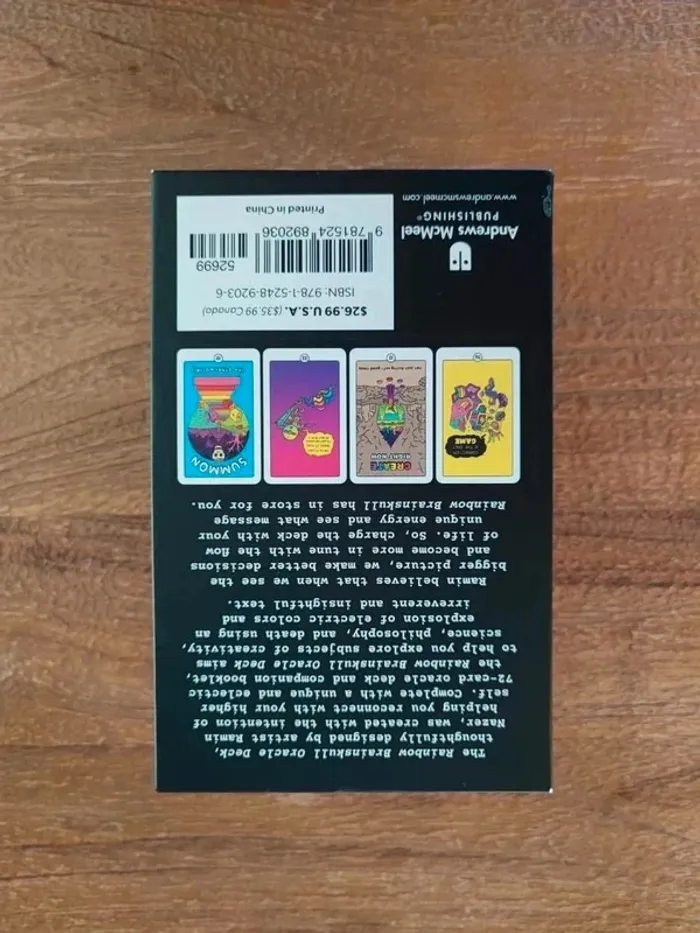 The Rainbow Brainskull Oracle Deck,
thoughtfully designed by artist Ramin
Nazer, was created with the intention of
helping you reconnect with your higher
self. Complete with a unique and eclectic
72-card oracle deck and companion booklet,
the Rainbow Brainskull Oracle Deck aims
to help you explore subjects of creativity,
science, philosophy, and death using an
explosion of electric colors and
irreverent and insightful text.
Ramin believes that when we see the
bigger picture, we make better decisions
and become more in tune with the flow
of life. So, charge the deck with your
unique energy and see what message
Rainbow Brainskull has in store for you.
GAME
CREATE
RIGHT NOW
SUMMON
Andrews McMeel
PUBLISHING®
www.andrewsmcmeel.com
$26.99 U.S.A. ($35.99 Canada)
ISBN: 978-1-5248-9203-6
52699
9 781524 892036
Printed in China